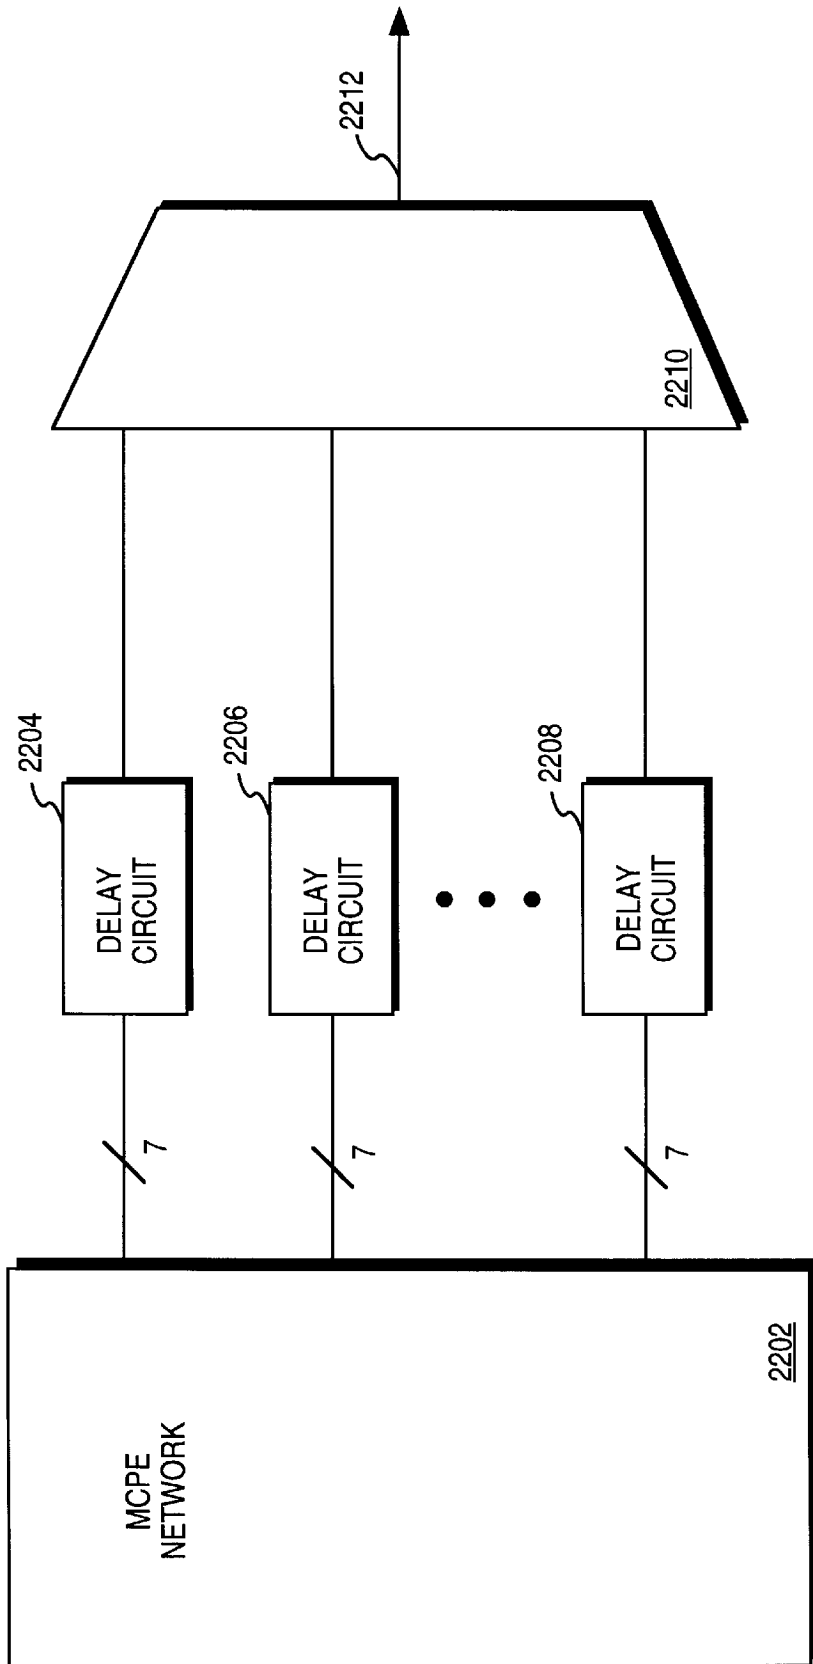 MCPE
NETWORK
2202
7
7
7
DELAY
CIRCUIT
2204
DELAY
CIRCUIT
2206
DELAY
CIRCUIT
2208
2210
2212